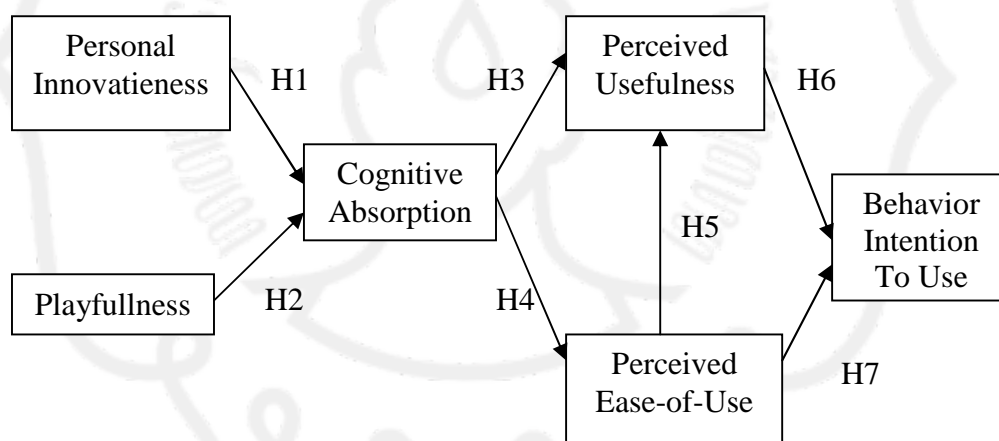 Personal
Innovatieness
H1
H3
Perceived
Usefulness
H6
Cognitive
Absorption
Behavior
Intention
To Use
H5
Playfullness
H2
H4
Perceived
Ease-of-Use
H7